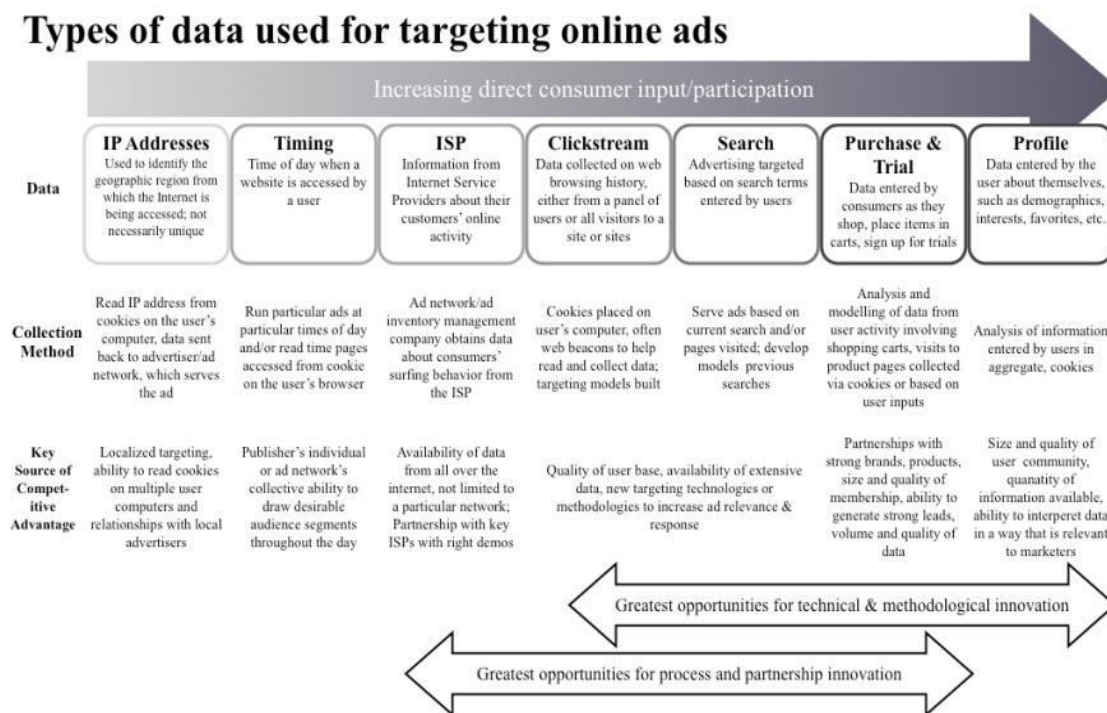 Types of data used for targeting online ads
Increasing direct consumer input/participation
Data
IP Addresses
Used to identify the
geographic region from
which the Internet is
being accessed; not
necessarily unique
Timing
Time of day when a
website is accessed by
a user
ISP
Information from
Internet Service
Providers about their
customers' online
activity
Clickstream
Data collected on web
browsing history,
either from a panel of
users or all visitors to a
site or sites
Search
Advertising targeted
based on search terms
entered by users
Purchase &
Trial
Data entered by
consumers as they
shop, place items in
carts, sign up for trials
Profile
Data entered by the
user about themselves,
such as demographics,
interests, favorites, etc.
Collection
Method
Read IP address from
cookies on the user's
computer, data sent
back to advertiser/ad
network, which serves
the ad
Run particular ads at
particular times of day
and/or read time pages
accessed from cookie
on the user's browser
Ad network/ad
inventory management
company obtains data
about consumers'
surfing behavior from
the ISP
Cookies placed on
user's computer, often
web beacons to help
read and collect data;
targeting models built
Serve ads based on
current search and/or
pages visited; develop
models previous
searches
Analysis and
modelling of data from
user activity involving
shopping carts, visits to
product pages collected
via cookies or based on
user inputs
Analysis of information
entered by users in
aggregate, cookies
Key
Source of
Compet-
itive
Advantage
Localized targeting,
ability to read cookies
on multiple user
computers and
relationships with local
advertisers
Publisher's individual
or ad network's
collective ability to
draw desirable
audience segments
throughout the day
Availability of data
from all over the
internet, not limited to
a particular network;
Partnership with key
ISPs with right demos
Quality of user base, availability of extensive
data, new targeting technologies or
methodologies to increase ad relevance &
response
Partnerships with
strong brands, products,
size and quality of
membership, ability to
generate strong leads,
volume and quality of
data
Size and quality of
user community,
quanatity of
information available,
ability to interperet data
in a way that is relevant
to marketers
Greatest opportunities for technical & methodological innovation
Greatest opportunities for process and partnership innovation